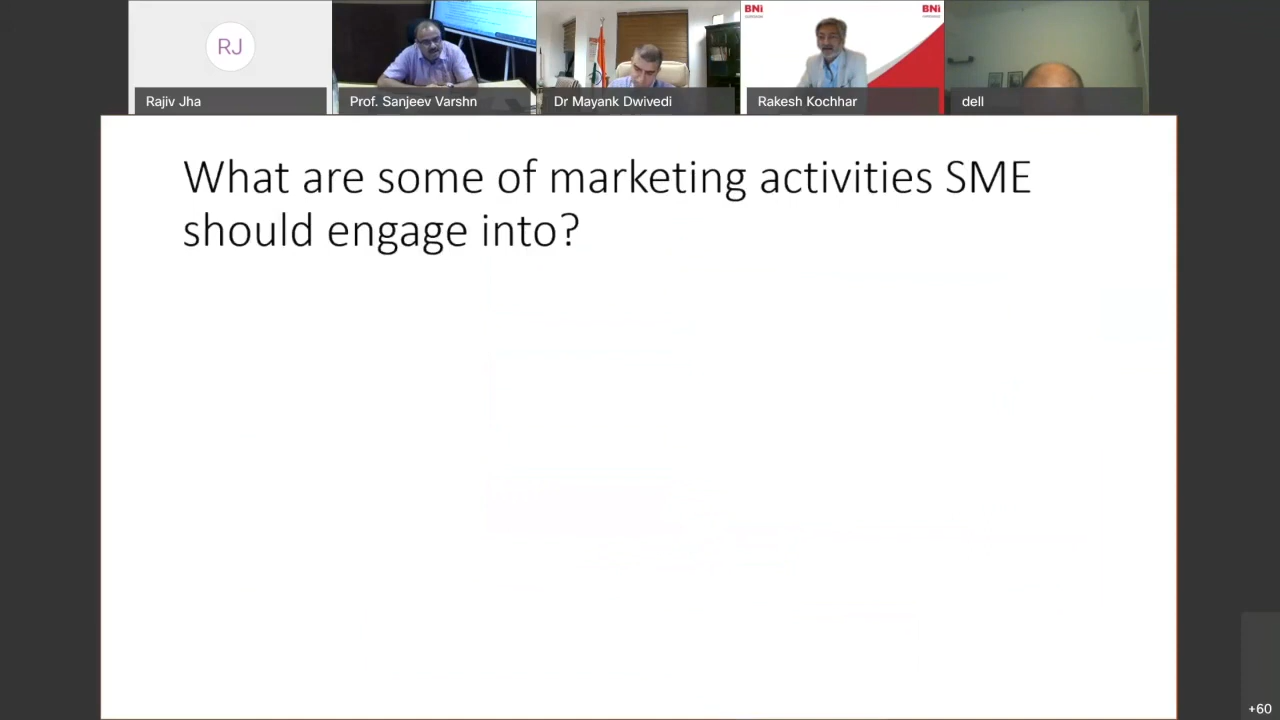 RJ
BNi
BNi
Rajiv Jha
Prof. Sanjeev Varshn
Dr Mayank Dwivedi
Rakesh Kochhar
dell
What are some of marketing activities SME
should engage into?
+60